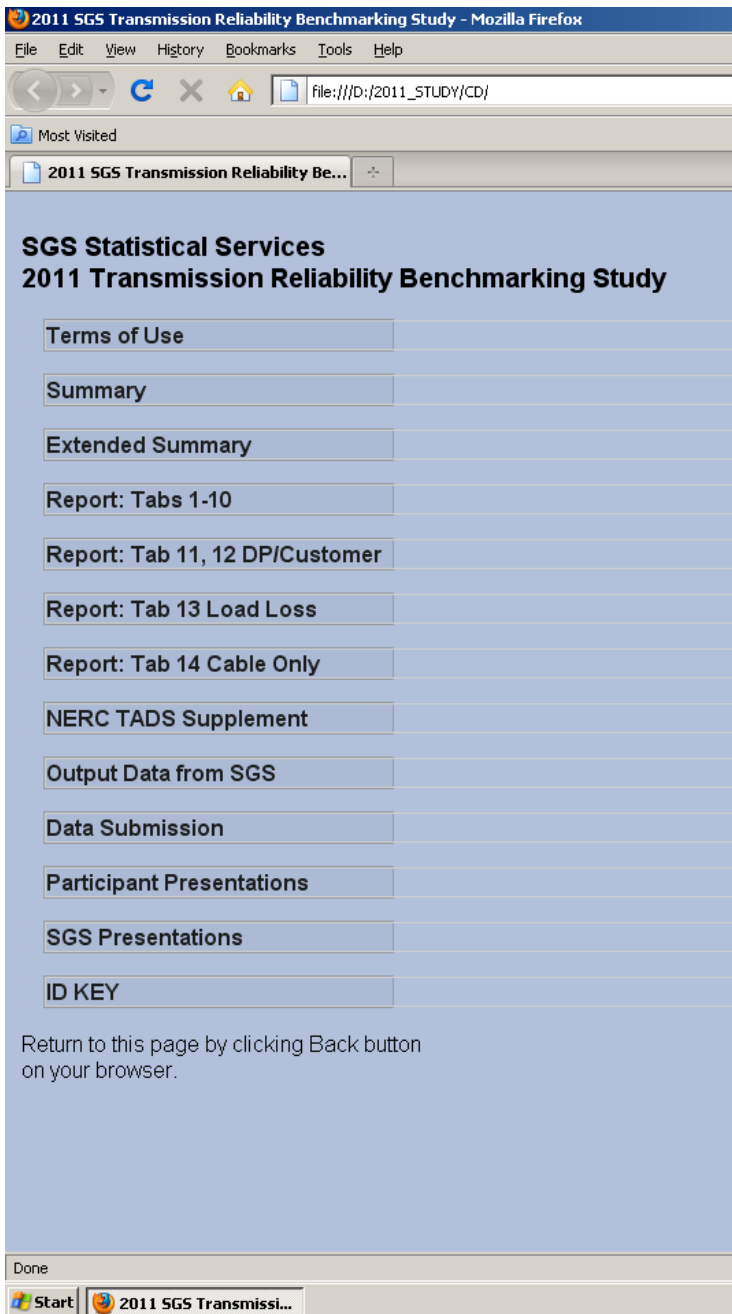 2011 SGS Transmission Reliability Benchmarking Study - Mozilla Firefox
File Edit View History Bookmarks Tools Help
file:///D:/2011_STUDY/CD/
Most Visited
2011 SGS Transmission Reliability Be...
SGS Statistical Services
2011 Transmission Reliability Benchmarking Study
Terms of Use
Summary
Extended Summary
Report: Tabs 1-10
Report: Tab 11, 12 DP/Customer
Report: Tab 13 Load Loss
Report: Tab 14 Cable Only
NERC TADS Supplement
Output Data from SGS
Data Submission
Participant Presentations
SGS Presentations
ID KEY
Return to this page by clicking Back button
on your browser.
Done
Start 2011 SGS Transmissi...